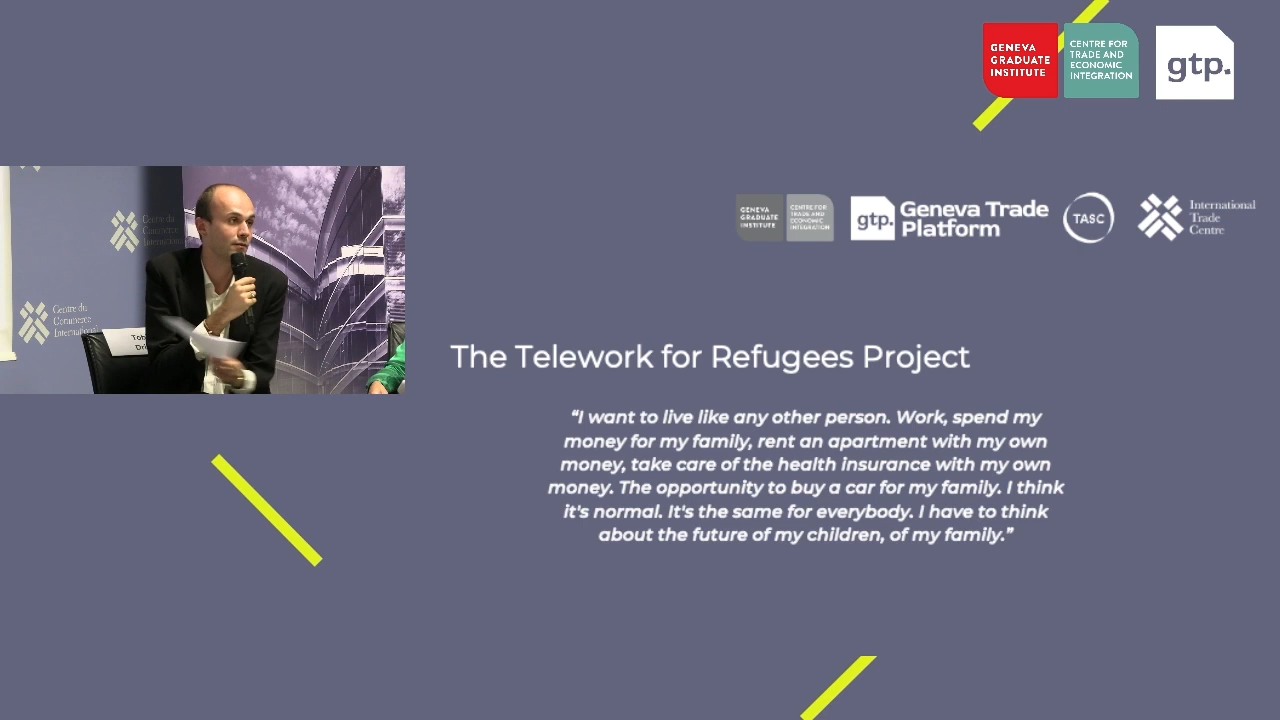 GENEVA
GRADUATE
INSTITUTE
CENTRE FOR
TRADE AND
ECONOMIC
INTEGRATION
gtp.
GENEVA
GRADUATE
INSTITUTE
CENTRE FOR
TRADE AND
ECONOMIC
INTEGRATION
gtp.
Geneva Trade
Platform
TASC
International
Trade
Centre
Centre du
Commerce
International
Centre du
Commerce
International
The Telework for Refugees Project
“I want to live like any other person. Work, spend my
money for my family, rent an apartment with my own
money, take care of the health insurance with my own
money. The opportunity to buy a car for my family. I think
it's normal. It's the same for everybody. I have to think
about the future of my children, of my family.”